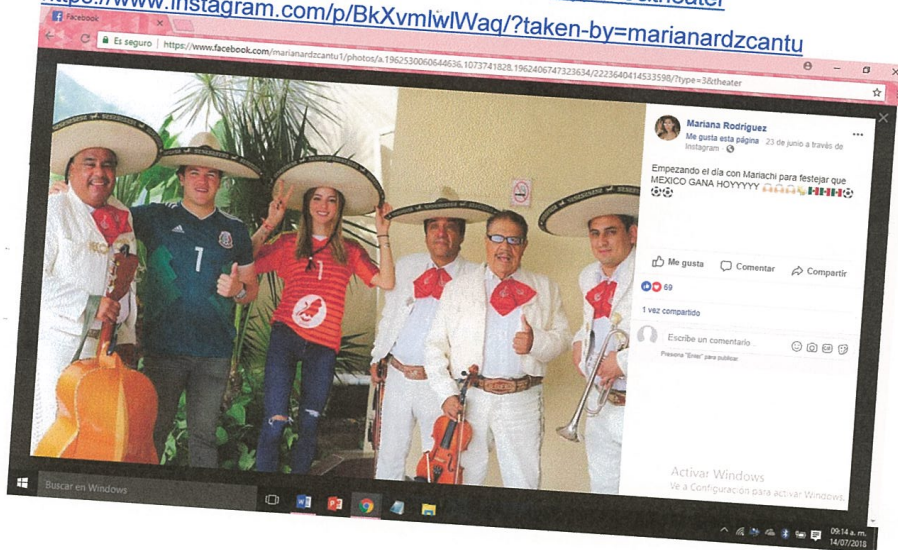 https://www.instagram.com/p/BkXvmlwlWaq/?taken-by=marianardzcantu
Facebook
Es seguro | https://www.facebook.com/marianardzcantu1/photos/a.1962530060644636.1073741828.1962406747323634/2223640414533598/?type=3&theater
Mariana Rodríguez
Me gusta esta página · 23 de junio a través de
Instagram ·
Empezando el día con Mariachi para festejar que
MEXICO GANA HOYYYYY
Me gusta Comentar Compartir
69
1 vez compartido
Escribe un comentario...
Presiona "Enter" para publicar.
7
1
Activar Windows
Ve a Configuración para activar Windows.
Buscar en Windows
09:14 a. m.
14/07/2018